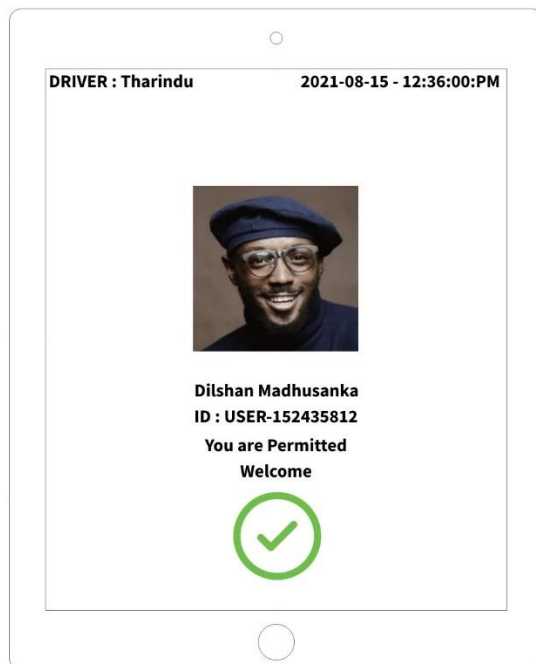 DRIVER : Tharindu 2021-08-15 - 12:36:00:PM
Dilshan Madhusanka
ID : USER-152435812
You are Permitted
Welcome